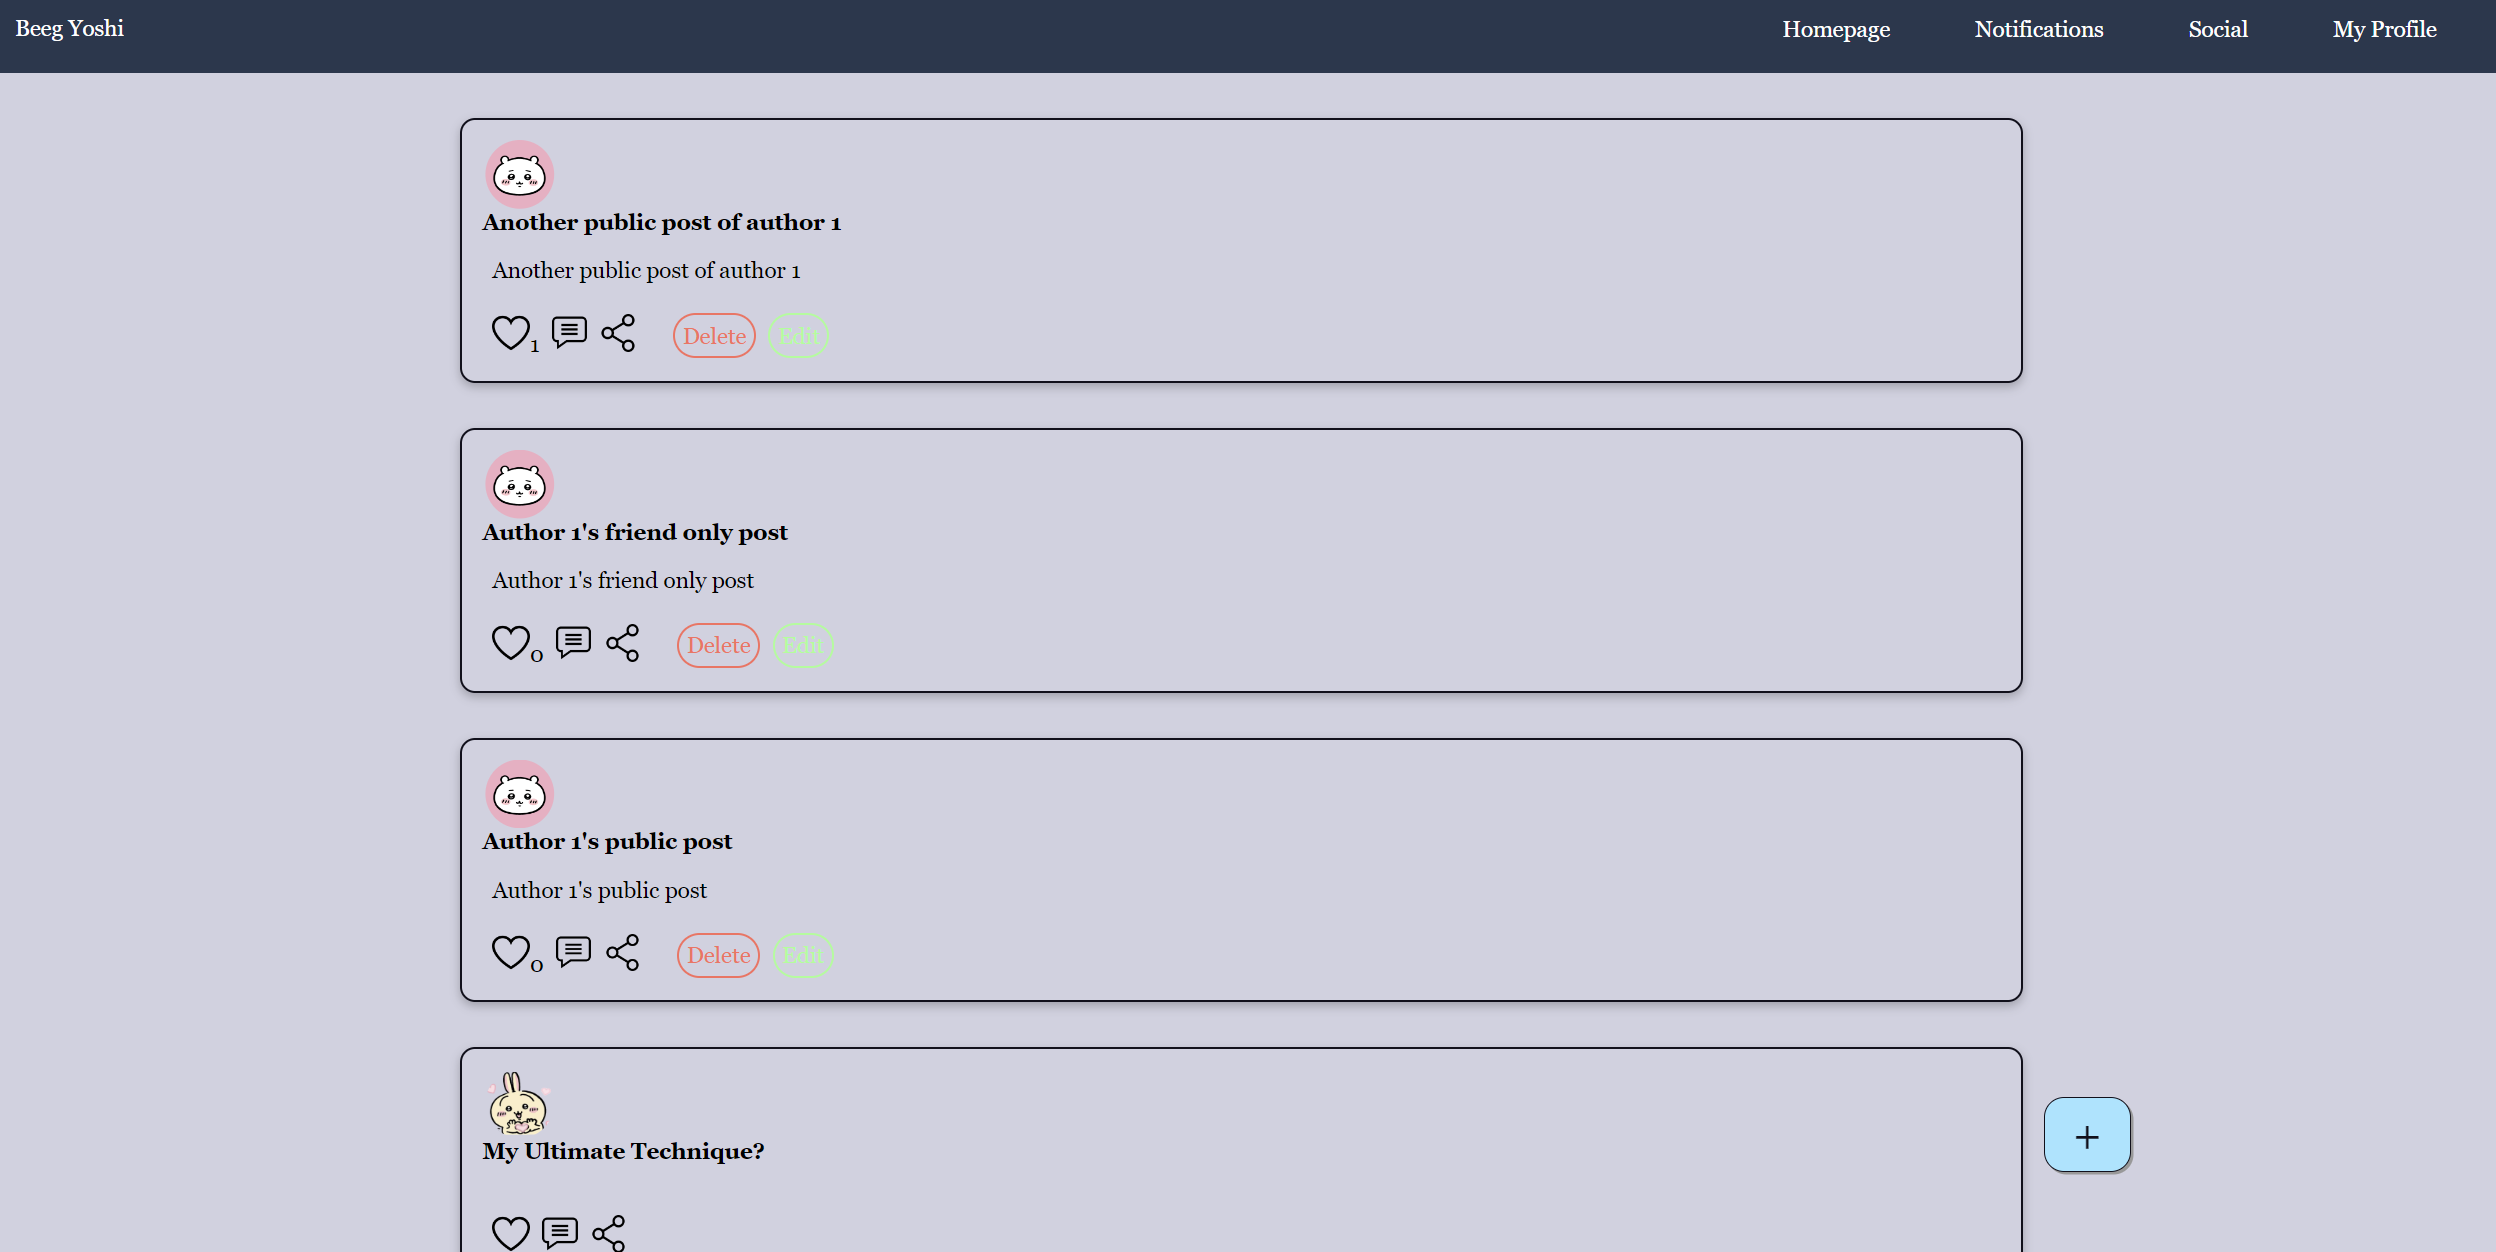 Beeg Yoshi Homepage Notifications Social My Profile
Another public post of author 1
Another public post of author 1
1 Delete Edit
Author 1's friend only post
Author 1's friend only post
0 Delete Edit
Author 1's public post
Author 1's public post
0 Delete Edit
My Ultimate Technique?
+